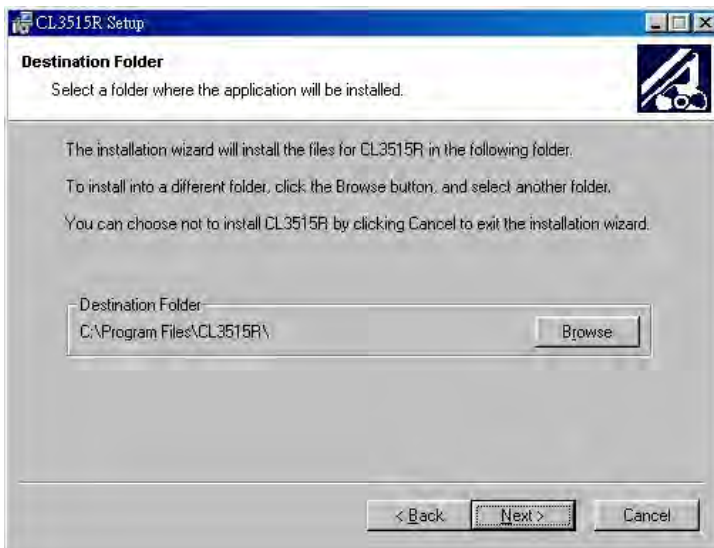 CL3515R Setup
Destination Folder
Select a folder where the application will be installed.
The installation wizard will install the files for CL3515R in the following folder.
To install into a different folder, click the Browse button, and select another folder.
You can choose not to install CL3515R by clicking Cancel to exit the installation wizard.
Destination Folder
C:\Program Files\CL3515R\
Browse
< Back
Next >
Cancel